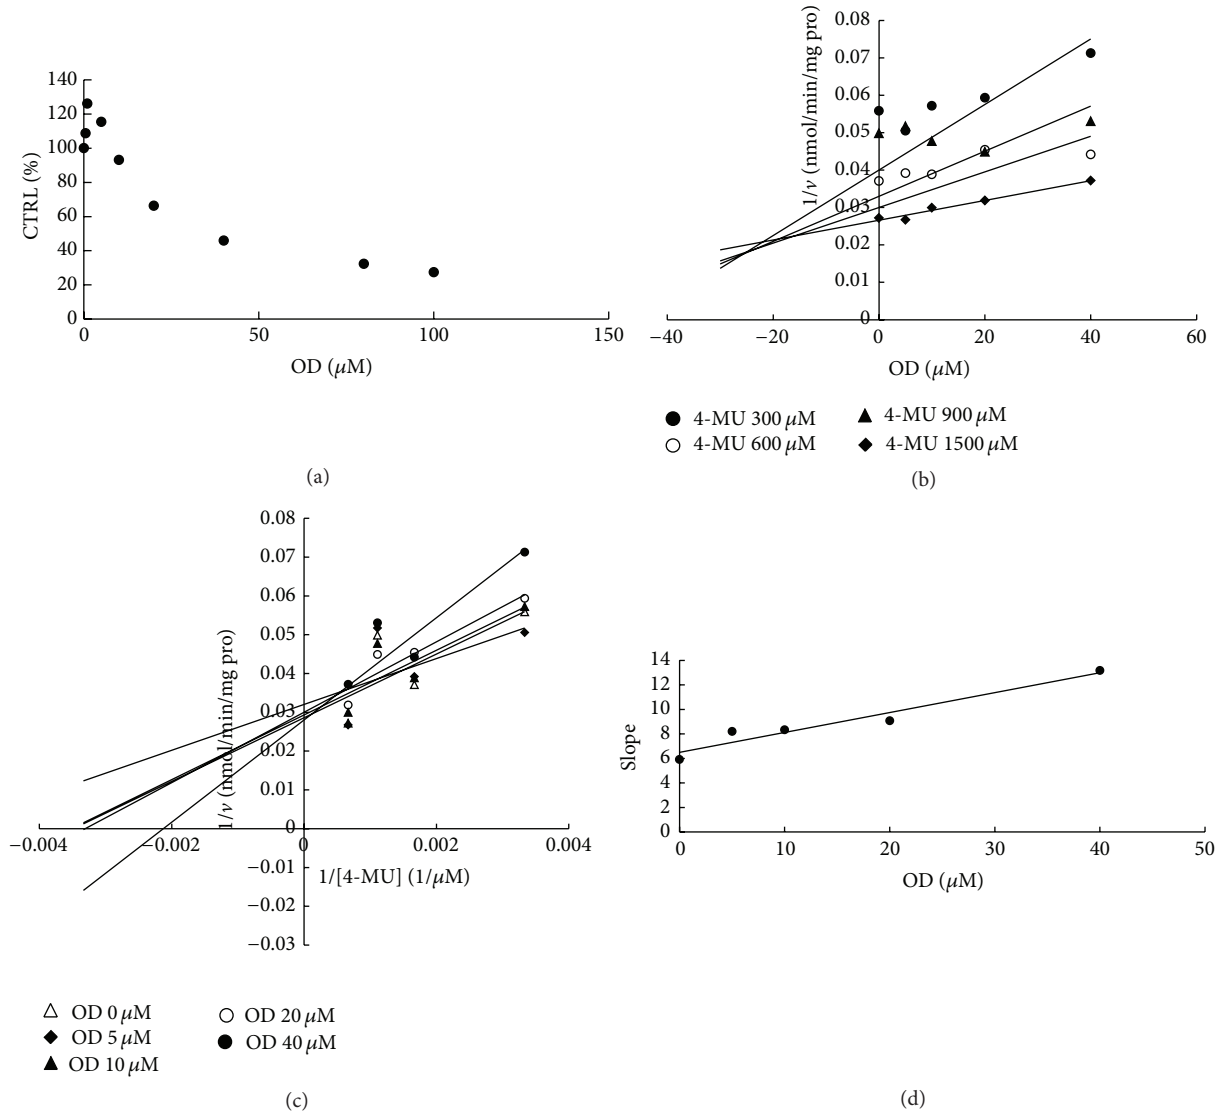 140
120
100
80
60
40
20
0
CTRL (%)
0
50
100
150
OD (μM)
(a)
0.08
0.07
0.06
0.05
0.04
0.03
0.02
0.01
0
1/v (nmol/min/mg pro)
−40
−20
0
20
40
60
OD (μM)
4-MU 300 μM
4-MU 900 μM
4-MU 600 μM
4-MU 1500 μM
(b)
0.08
0.07
0.06
0.05
0.04
0.03
0.02
0.01
0
−0.01
−0.02
−0.03
1/v (nmol/min/mg pro)
−0.004
−0.002
0
0.002
0.004
1/[4-MU] (1/μM)
OD 0 μM
OD 20 μM
OD 5 μM
OD 40 μM
OD 10 μM
(c)
14
12
10
8
6
4
2
0
Slope
0
10
20
30
40
50
OD (μM)
(d)